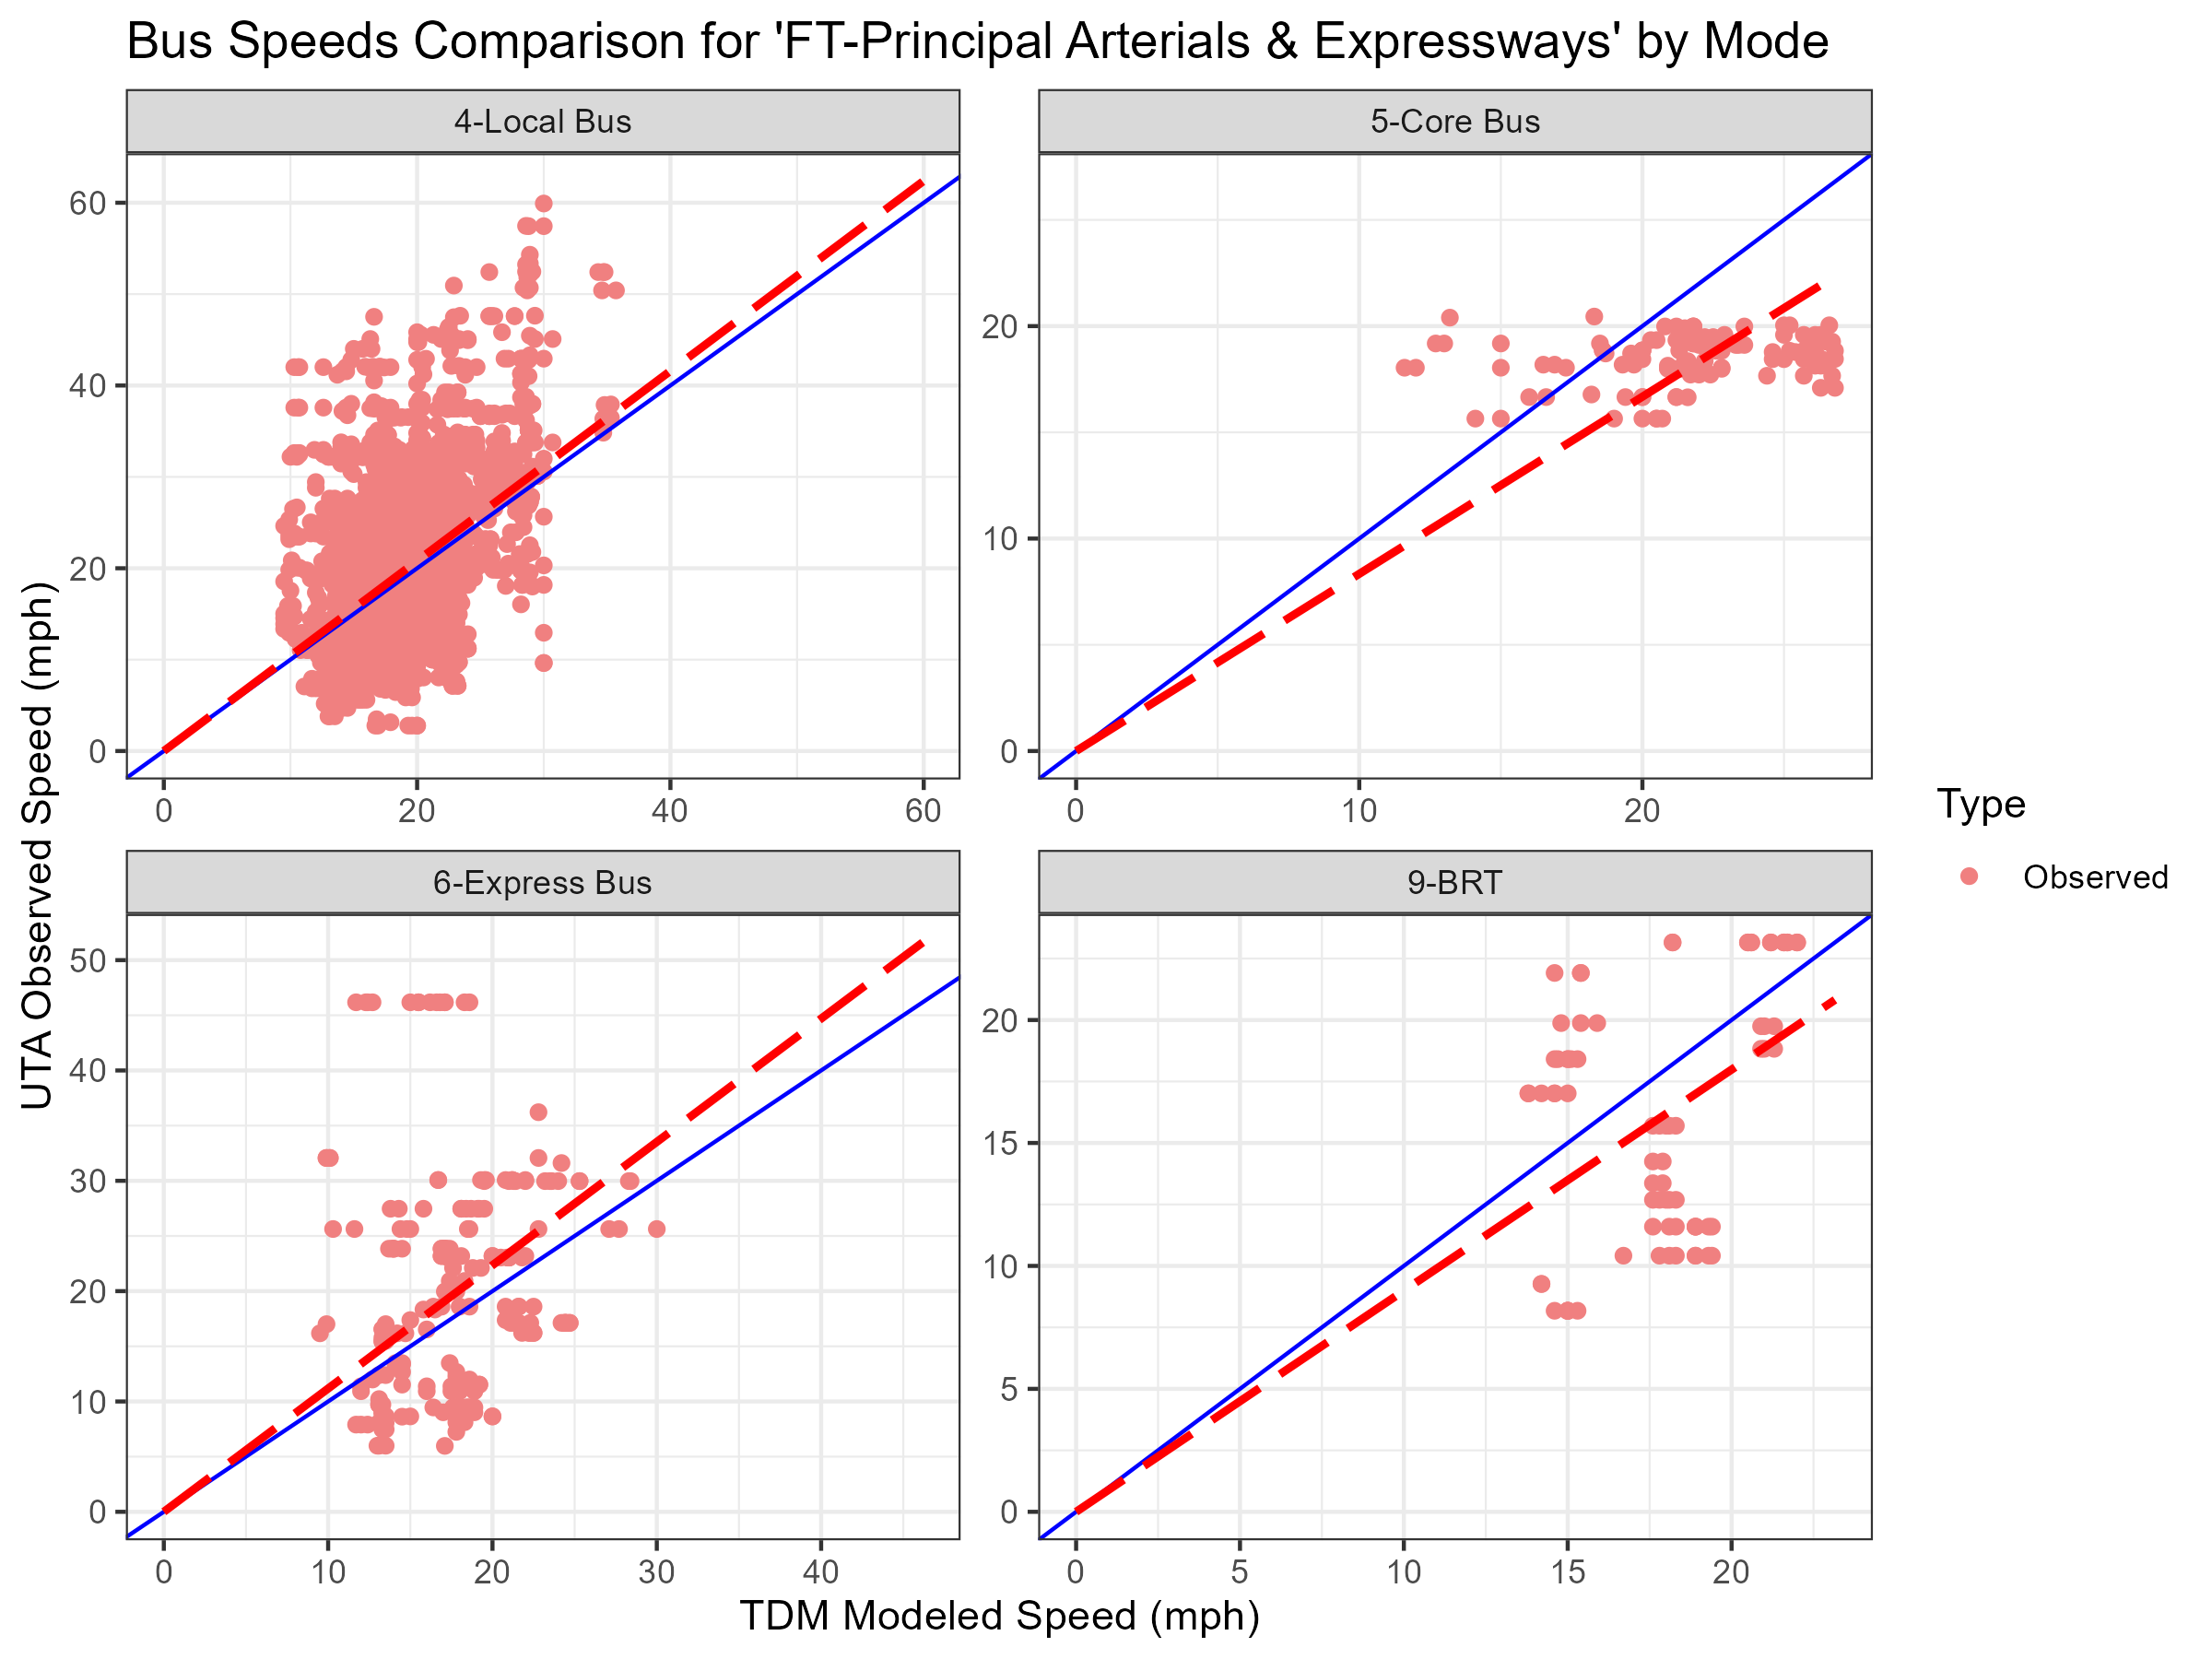 Bus Speeds Comparison for 'FT-Principal Arterials & Expressways' by Mode
4-Local Bus
5-Core Bus
60
40
20
0
0 20 40 60
20
10
0
0 10 20
6-Express Bus
9-BRT
50
40
30
20
10
0
0 10 20 30 40
20
15
10
5
0
0 5 10 15 20
UTA Observed Speed (mph)
TDM Modeled Speed (mph)
Type
Observed